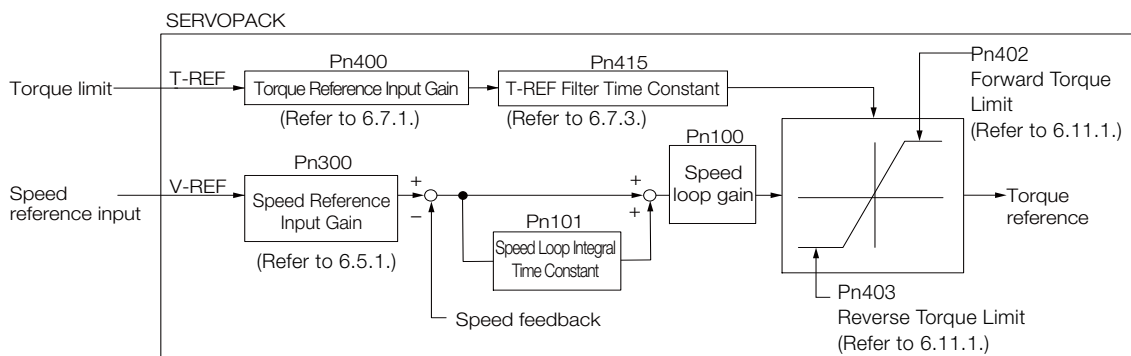 SERVOPACK
Pn402
Forward Torque
Limit
(Refer to 6.11.1.)
Torque limit
T-REF
Pn400
Torque Reference Input Gain
(Refer to 6.7.1.)
Pn415
T-REF Filter Time Constant
(Refer to 6.7.3.)
Pn100
Speed
loop gain
Speed
reference input
V-REF
Pn300
Speed Reference
Input Gain
(Refer to 6.5.1.)
+
−
+
+
Pn101
Speed Loop Integral
Time Constant
Speed feedback
Torque
reference
Pn403
Reverse Torque Limit
(Refer to 6.11.1.)